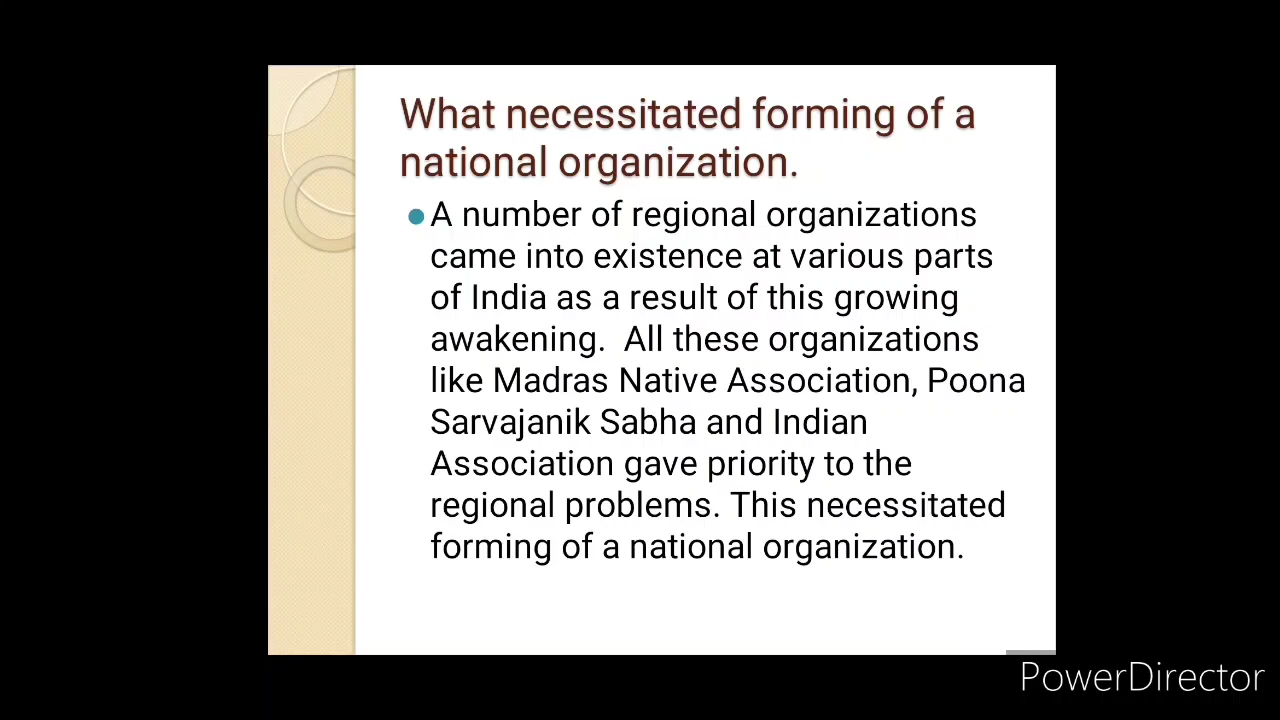 What necessitated forming of a
national organization.
A number of regional organizations
came into existence at various parts
of India as a result of this growing
awakening.  All these organizations
like Madras Native Association, Poona
Sarvajanik Sabha and Indian
Association gave priority to the
regional problems. This necessitated
forming of a national organization.
PowerDirector